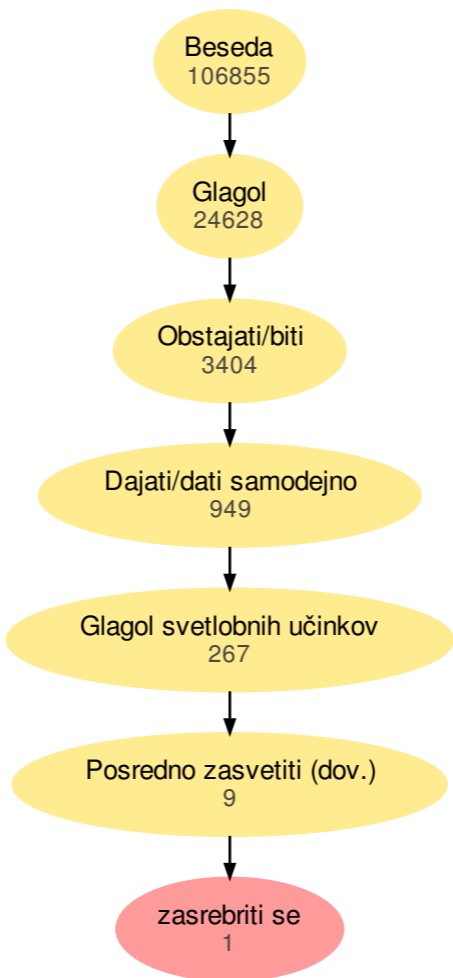 Beseda
106855
Glagol
24628
Obstajati/biti
3404
Dajati/dati samodejno
949
Glagol svetlobnih učinkov
267
Posredno zasvetiti (dov.)
9
zasrebriti se
1